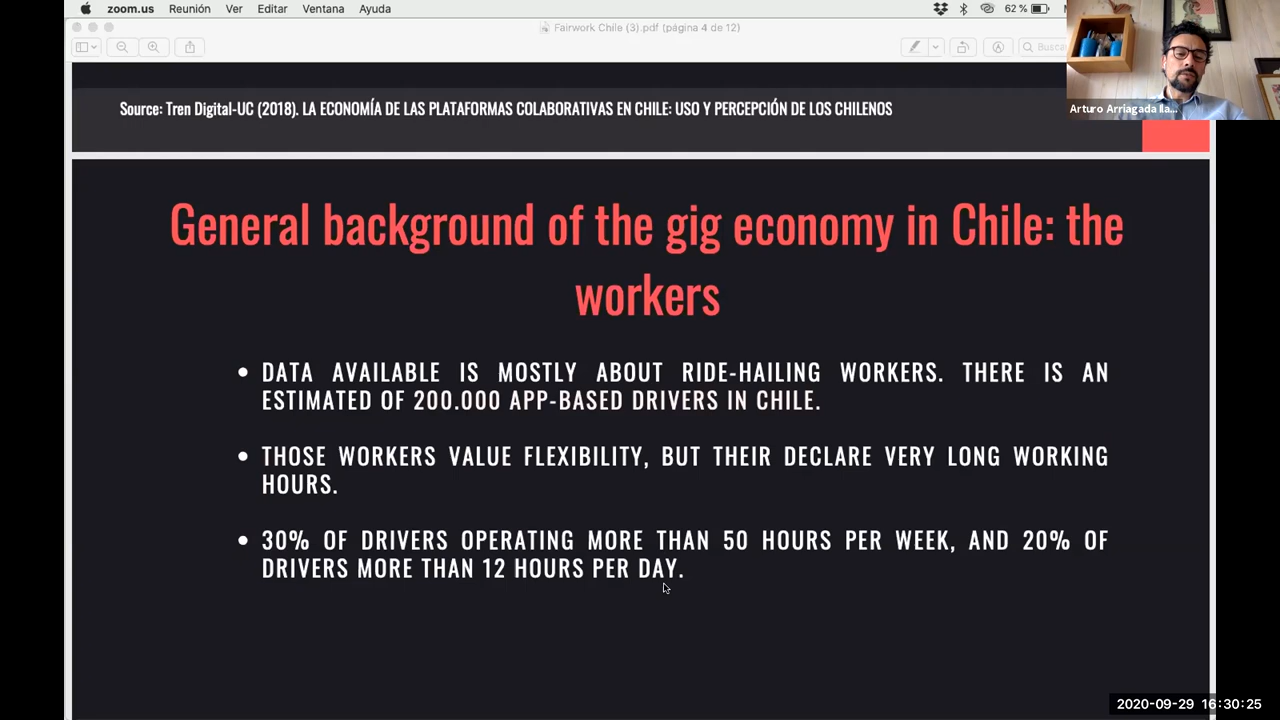 zoom.us Reunión Ver Editar Ventana Ayuda 62 %
Fairwork Chile (3).pdf (página 4 de 12)
Source: Tren Digital-UC (2018). LA ECONOMÍA DE LAS PLATAFORMAS COLABORATIVAS EN CHILE: USO Y PERCEPCIÓN DE LOS CHILENOS
Arturo Arriagada Ila...
General background of the gig economy in Chile: the
workers
• DATA AVAILABLE IS MOSTLY ABOUT RIDE-HAILING WORKERS. THERE IS AN
ESTIMATED OF 200.000 APP-BASED DRIVERS IN CHILE.
• THOSE WORKERS VALUE FLEXIBILITY, BUT THEIR DECLARE VERY LONG WORKING
HOURS.
• 30% OF DRIVERS OPERATING MORE THAN 50 HOURS PER WEEK, AND 20% OF
DRIVERS MORE THAN 12 HOURS PER DAY.
2020-09-29 16:30:25